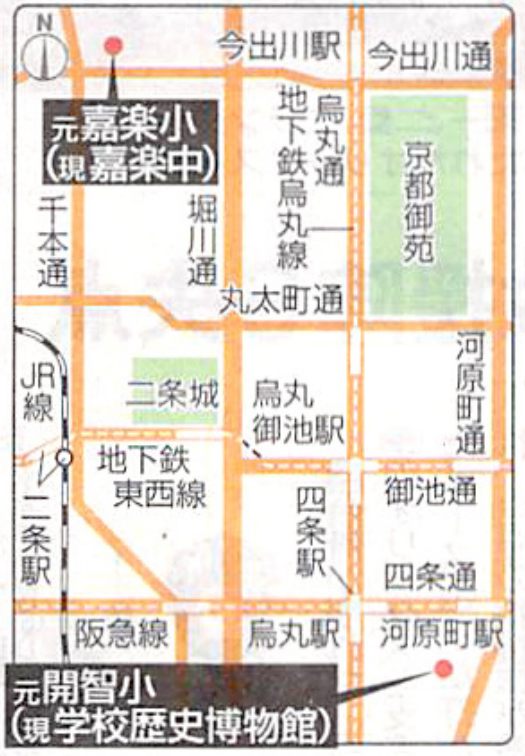 N
今出川駅
今出川通
元嘉楽小
(現嘉楽中)
地下鉄烏丸線
烏丸通
京都御苑
千本通
堀川通
丸太町通
河原町通
JR
線
二条城
烏丸
御池駅
地下鉄
東西線
二条駅
四条駅
御池通
四条通
阪急線
烏丸駅
河原町駅
元開智小
(現学校歴史博物館)